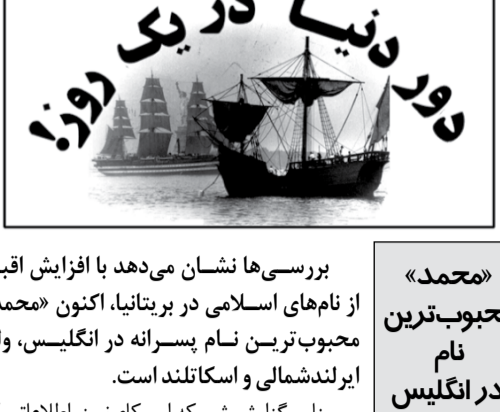 دور دنیا در یک روز!
«محمد»
محبوب‌ترین
نام
در انگلیس
بررسی‌ها نشان می‌دهد با افزایش
از نام‌های اسلامی در بریتانیا، اکنون «محمد
محبوب‌ترین نام پسرانه در انگلیس،
ایرلندشمالی و اسکاتلند است.